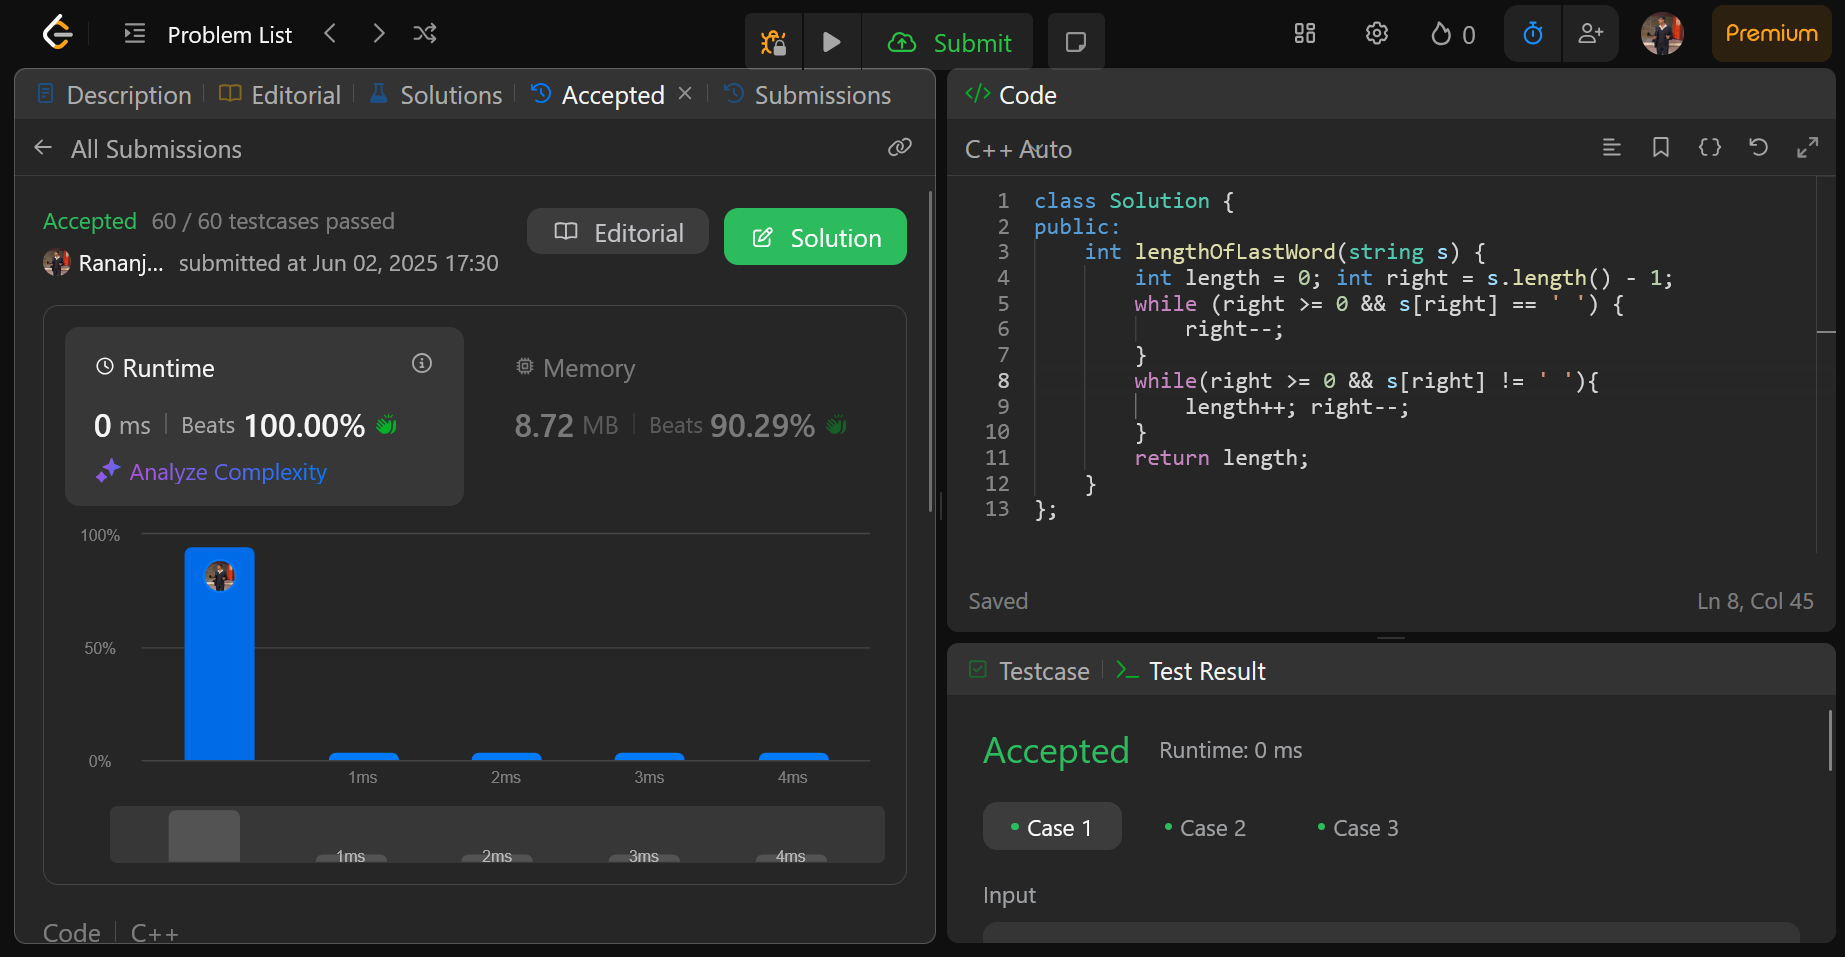 Problem List
Submit
0
Premium
Description
Editorial
Solutions
Accepted
Submissions
All Submissions
Accepted 60 / 60 testcases passed
Rananj... submitted at Jun 02, 2025 17:30
Editorial
Solution
Runtime
0 ms Beats 100.00%
Analyze Complexity
Memory
8.72 MB Beats 90.29%
100%
50%
0%
1ms 2ms 3ms 4ms
1ms 2ms 3ms 4ms
Code C++
</> Code
C++ Auto
1 class Solution {
2 public:
3     int lengthOfLastWord(string s) {
4         int length = 0; int right = s.length() - 1;
5         while (right >= 0 && s[right] == ' ') {
6             right--;
7         }
8         while(right >= 0 && s[right] != ' '){
9             length++; right--;
10         }
11         return length;
12     }
13 };
Saved
Ln 8, Col 45
Testcase
Test Result
Accepted Runtime: 0 ms
Case 1
Case 2
Case 3
Input